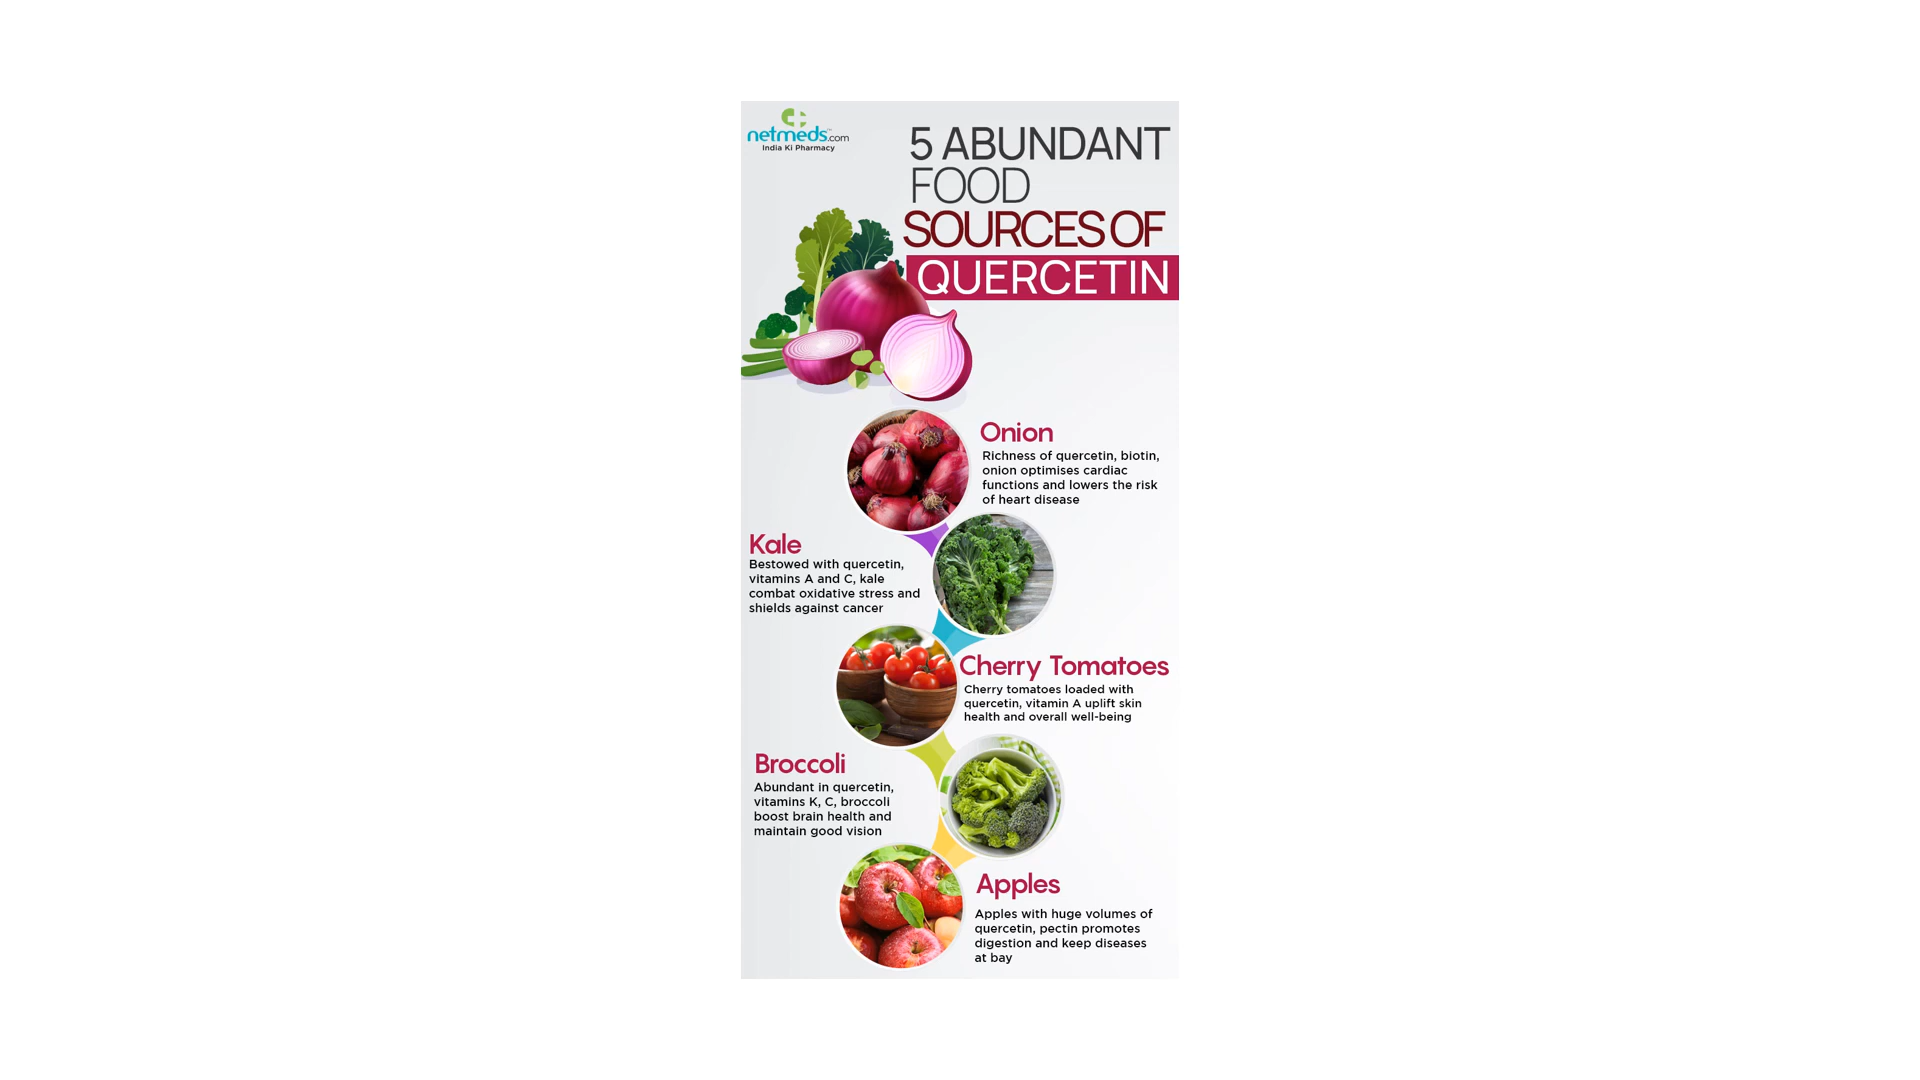 netmeds.com
India Ki Pharmacy
5 ABUNDANT
FOOD
SOURCES OF
QUERCETIN
Onion
Richness of quercetin, biotin,
onion optimises cardiac
functions and lowers the risk
of heart disease
Kale
Bestowed with quercetin,
vitamins A and C, kale
combat oxidative stress and
shields against cancer
Cherry Tomatoes
Cherry tomatoes loaded with
quercetin, vitamin A uplift skin
health and overall well-being
Broccoli
Abundant in quercetin,
vitamins K, C, broccoli
boost brain health and
maintain good vision
Apples
Apples with huge volumes of
quercetin, pectin promotes
digestion and keep diseases
at bay